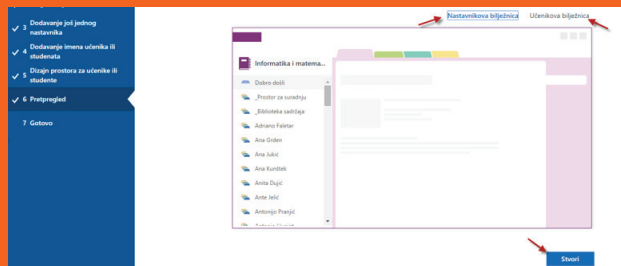 ✓ 3 Dodavanje još jednog
nastavnika
✓ 4 Dodavanje imena učenika ili
studenata
✓ 5 Dizajn prostora za učenike ili
studente
✓ 6 Pretpregled
7 Gotovo
Nastavnikova bilježnica Učenikova bilježnica
Informatika i matema...
Dobro došli
_Prostor za suradnju
_Biblioteka sadržaja
Adriano Faletar
Ana Grden
Ana Jukić
Ana Kurdtek
Anita Dujić
Ante Jelić
Antonijo Pranjić
Stvori